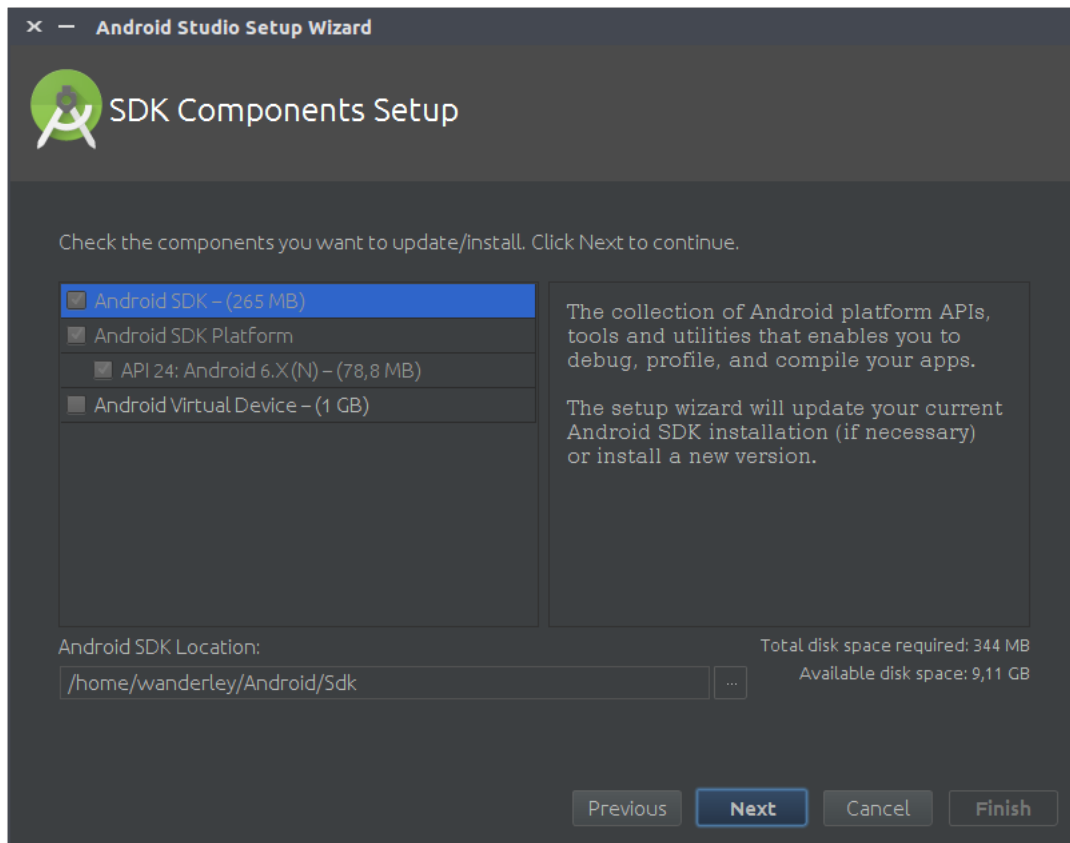 Android Studio Setup Wizard
SDK Components Setup
Check the components you want to update/install. Click Next to continue.
Android SDK – (265 MB)
Android SDK Platform
API 24: Android 6.X (N) – (78,8 MB)
Android Virtual Device – (1 GB)
The collection of Android platform APIs,
tools and utilities that enables you to
debug, profile, and compile your apps.
The setup wizard will update your current
Android SDK installation (if necessary)
or install a new version.
Android SDK Location:
/home/wanderley/Android/Sdk
...
Total disk space required: 344 MB
Available disk space: 9,11 GB
Previous
Next
Cancel
Finish